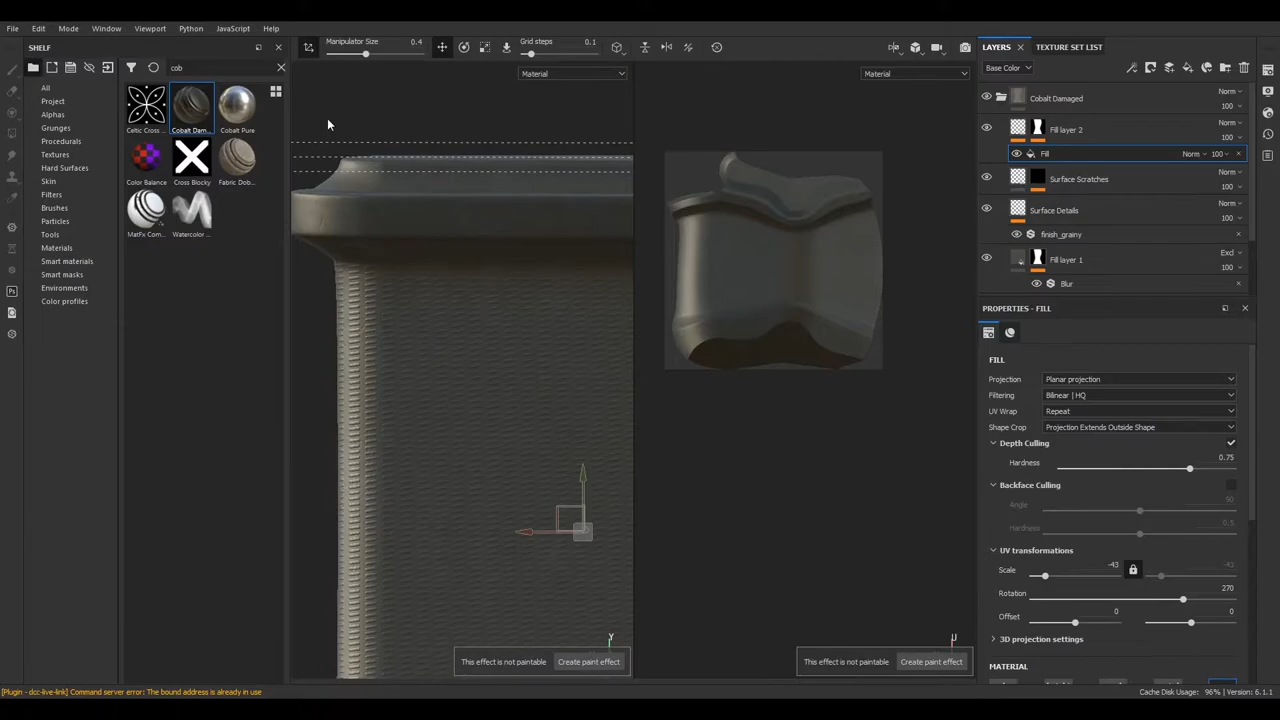 File Edit Mode Window Viewport Python JavaScript Help
SHELF
Manipulator Size 0.4
Grid steps 0.1
LAYERS
TEXTURE SET LIST
cob
Material
Material
Base Color
All
Project
Alphas
Grunges
Procedurals
Textures
Hard Surfaces
Skin
Filters
Brushes
Particles
Tools
Materials
Smart materials
Smart masks
Environments
Color profiles
Celtic Cross ...
Cobalt Dam...
Cobalt Pure
Color Balance
Cross Blocky
Fabric Dob...
MatFx Com...
Watercolor ...
Cobalt Damaged Norm 100
Fill layer 2 Norm 100
Fill Norm 100
Surface Scratches Norm 100
Surface Details Norm 100
finish_grainy
Fill layer 1 Excl 100
Blur
PROPERTIES - FILL
FILL
Projection Planar projection
Filtering Bilinear | HQ
UV Wrap Repeat
Shape Crop Projection Extends Outside Shape
Depth Culling
Hardness 0.75
Backface Culling
Angle 50
Hardness 0.5
UV transformations
Scale -43 -43
Rotation 270
Offset 0 0
3D projection settings
MATERIAL
Y
U
This effect is not paintable Create paint effect
This effect is not paintable Create paint effect
[Plugin - dcc-live-link] Command server error: The bound address is already in use
Cache Disk Usage: 96% | Version: 6.1.1